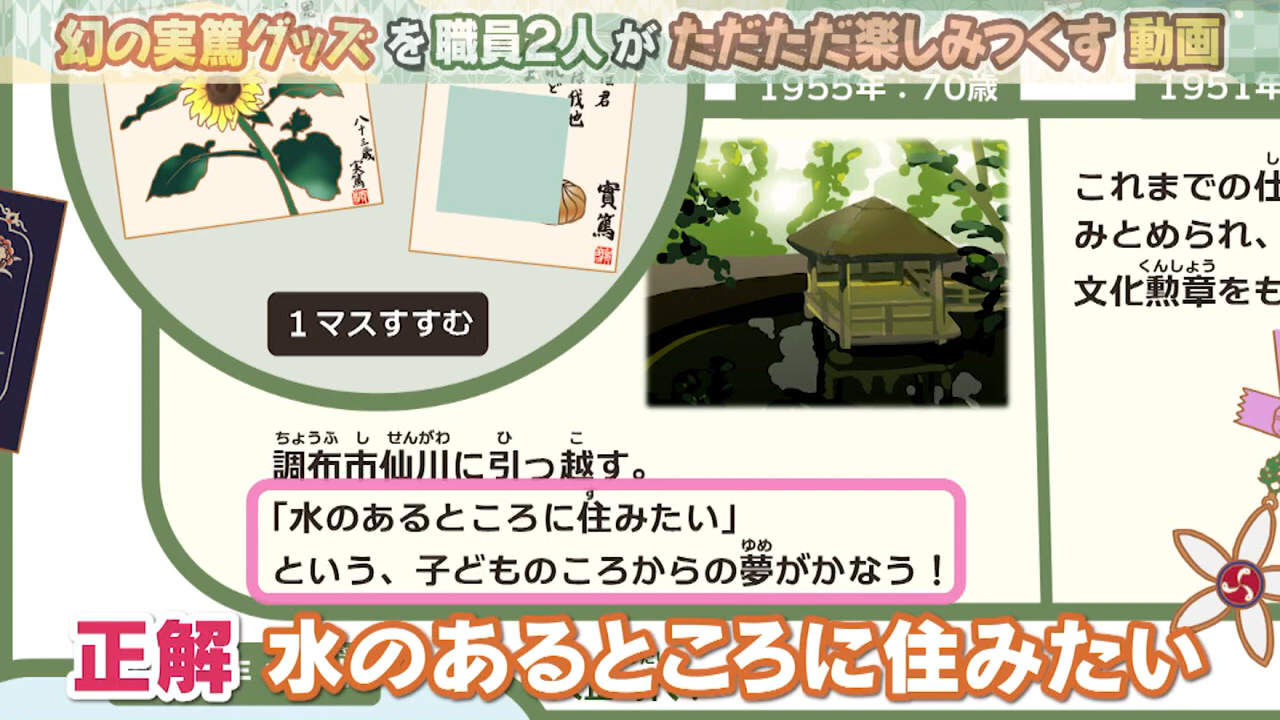 幻の実篤グッズを職員2人がただただ楽しみつくす動画
1955年：70歳
1951年
八十三歳
実篤
君
實篤
これまでの仕
みとめられ、
くんしょう
文化勲章をも
1マスすすむ
ちょうふ し せんがわ ひ こ
調布市仙川に引っ越す。
す
「水のあるところに住みたい」
ゆめ
という、子どものころからの夢がかなう！
正解 水のあるところに住みたい